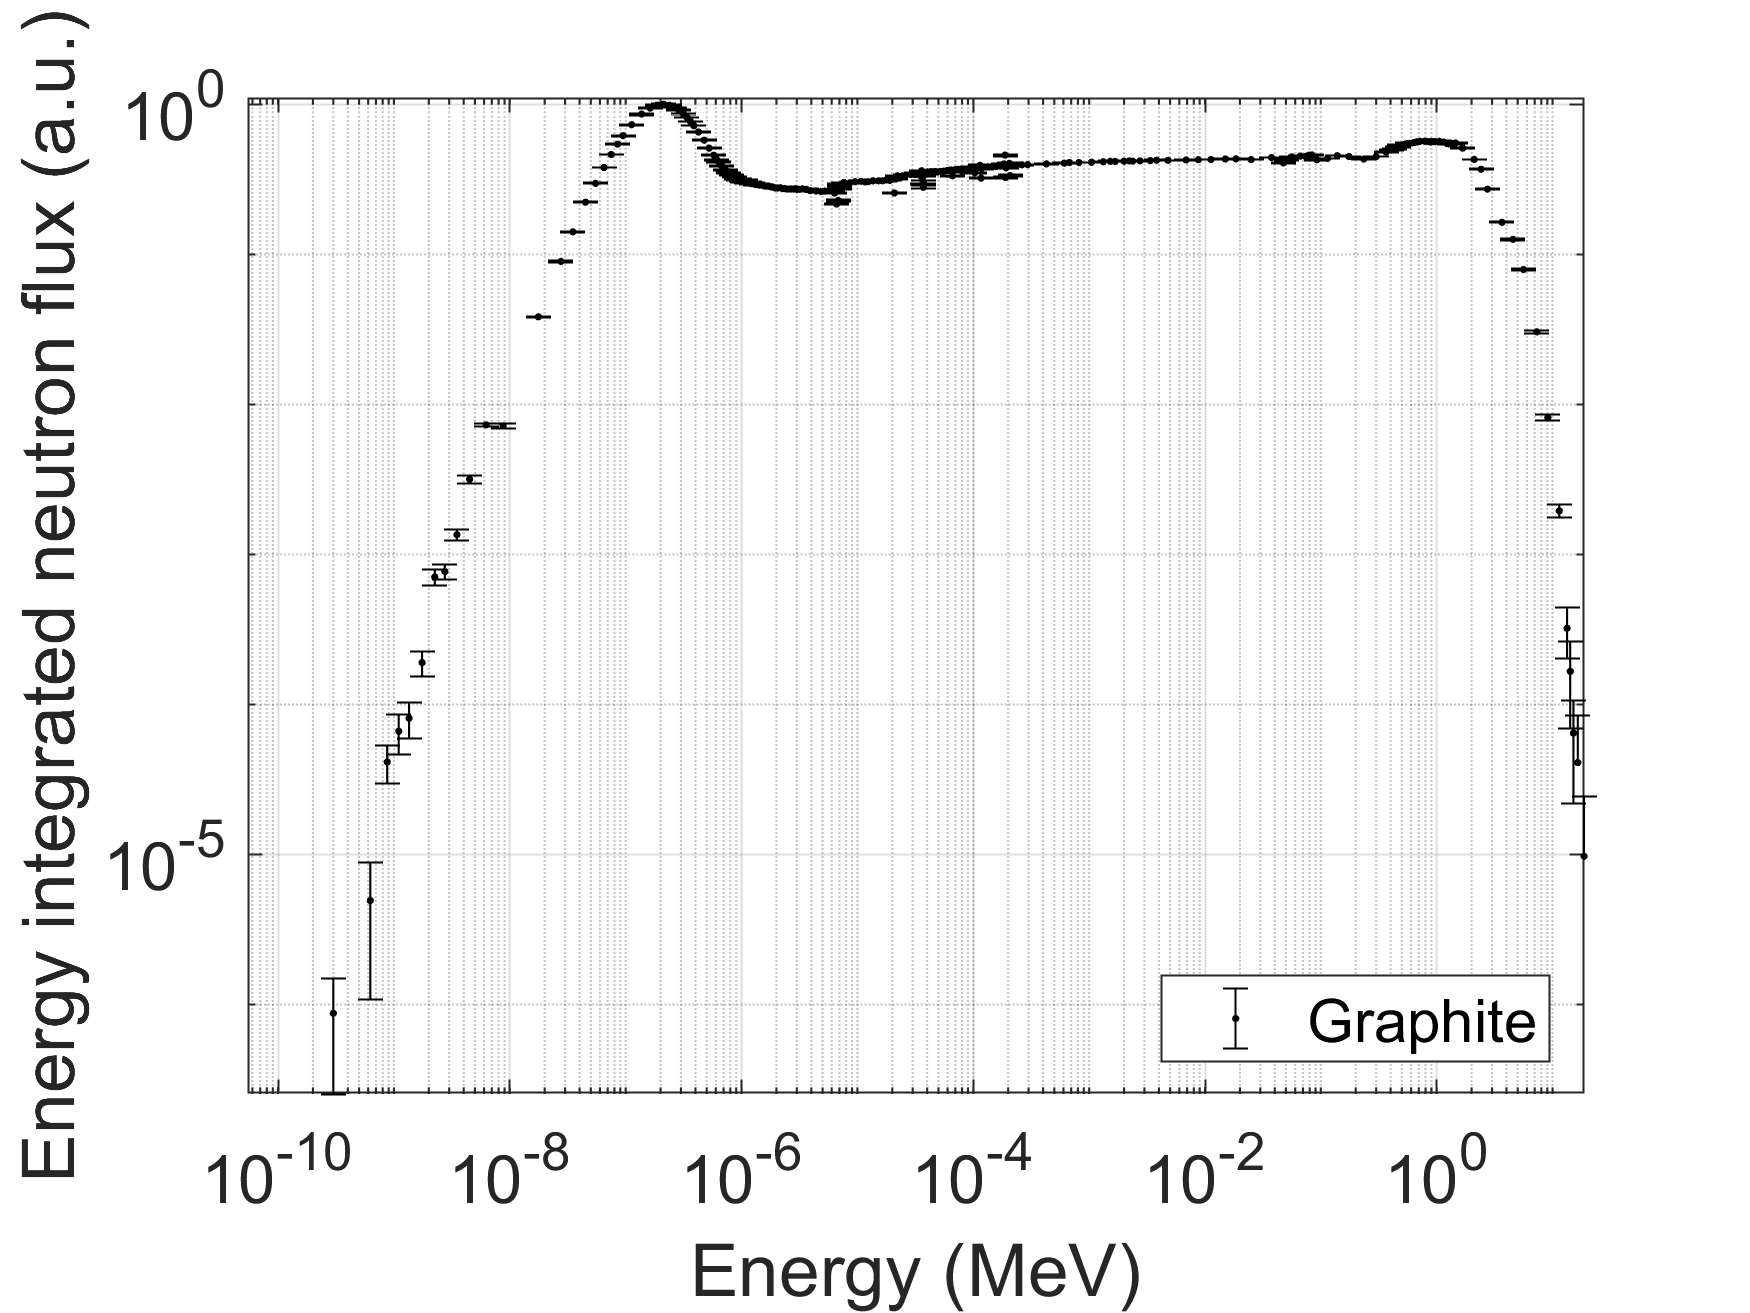 Energy integrated neutron flux (a.u.)
10^0
10^-5
Graphite
10^-10 10^-8 10^-6 10^-4 10^-2 10^0
Energy (MeV)